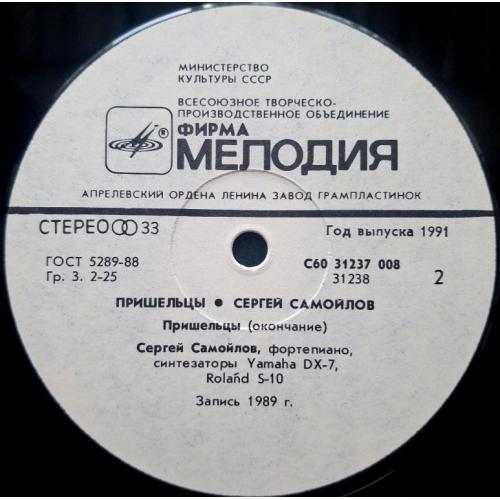 МИНИСТЕРСТВО
КУЛЬТУРЫ СССР
ВСЕСОЮЗНОЕ ТВОРЧЕСКО-
ПРОИЗВОДСТВЕННОЕ ОБЪЕДИНЕНИЕ
® ФИРМА
МЕЛОДИЯ
АПРЕЛЕВСКИЙ ОРДЕНА ЛЕНИНА ЗАВОД ГРАМПЛАСТИНОК
СТЕРЕО 33
Год выпуска 1991
ГОСТ 5289-88
С60 31237 008
Гр. 3. 2-25
31238
2
ПРИШЕЛЬЦЫ ● СЕРГЕЙ САМОЙЛОВ
Пришельцы (окончание)
Сергей Самойлов, фортепиано,
синтезаторы Yamaha DX-7,
Roland S-10
Запись 1989 г.